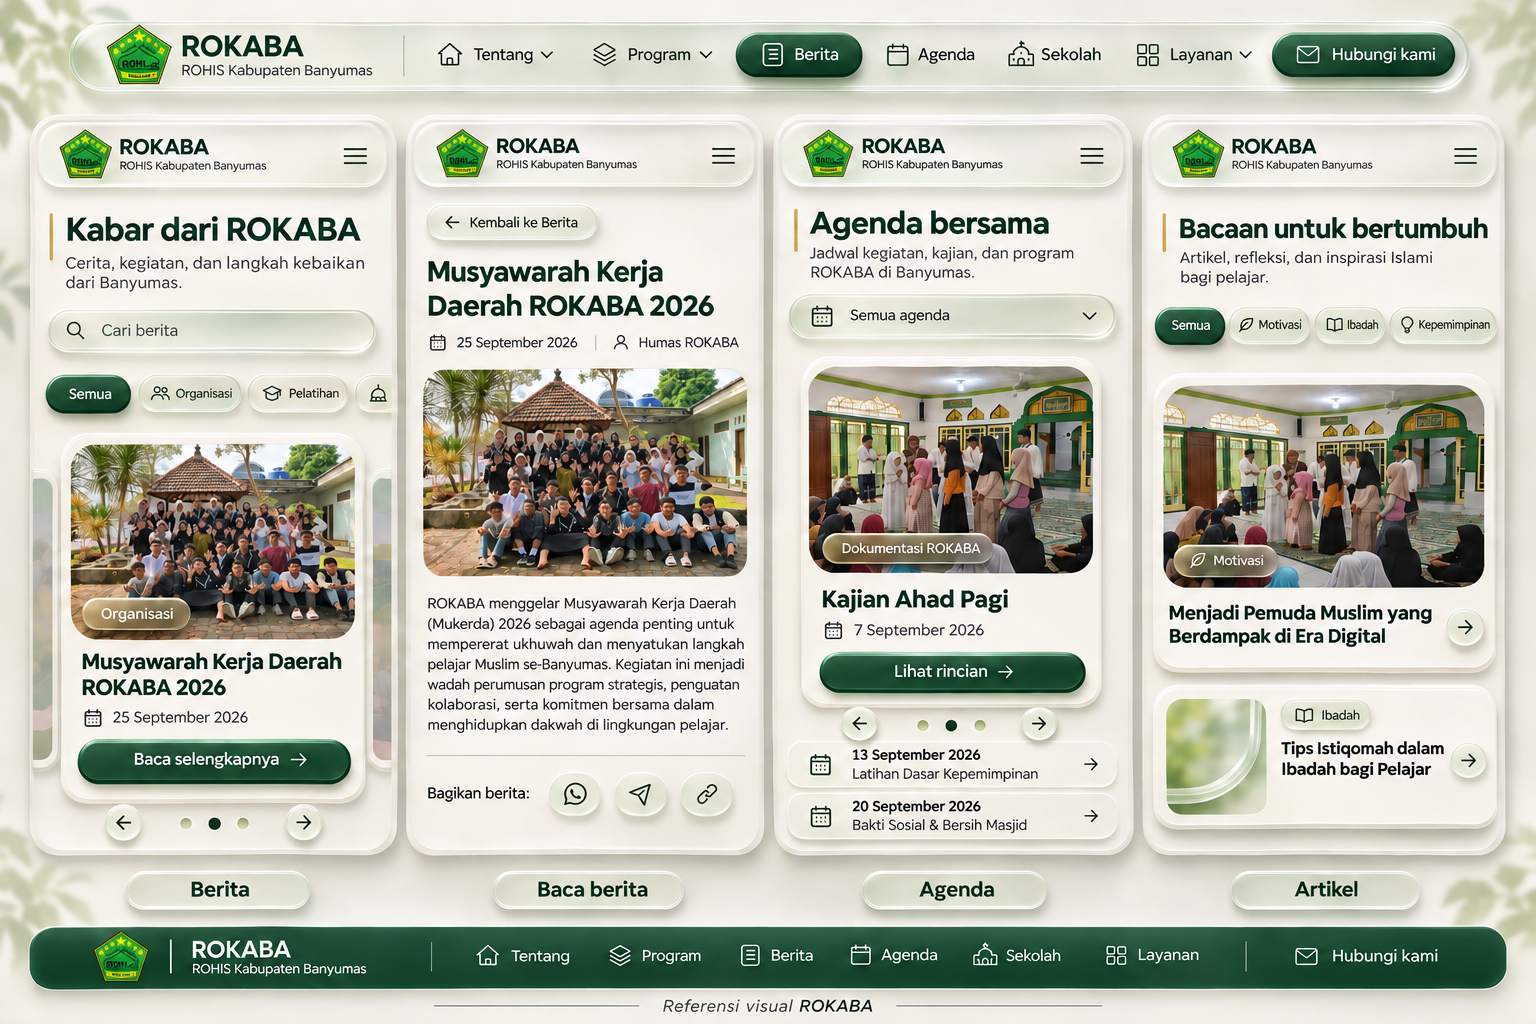 ROKABA
ROHIS Kabupaten Banyumas
Tentang
Program
Berita
Agenda
Sekolah
Layanan
Hubungi kami
ROKABA
ROHIS Kabupaten Banyumas
Kabar dari ROKABA
Cerita, kegiatan, dan langkah kebaikan
dari Banyumas.
Cari berita
Semua
Organisasi
Pelatihan
Organisasi
Musyawarah Kerja Daerah
ROKABA 2026
25 September 2026
Baca selengkapnya
Berita
ROKABA
ROHIS Kabupaten Banyumas
Kembali ke Berita
Musyawarah Kerja
Daerah ROKABA 2026
25 September 2026
Humas ROKABA
ROKABA menggelar Musyawarah Kerja Daerah
(Mukerda) 2026 sebagai agenda penting untuk
mempererat ukhuwah dan menyatukan langkah
pelajar Muslim se-Banyumas. Kegiatan ini menjadi
wadah perumusan program strategis, penguatan
kolaborasi, serta komitmen bersama dalam
menghidupkan dakwah di lingkungan pelajar.
Bagikan berita:
Baca berita
ROKABA
ROHIS Kabupaten Banyumas
Agenda bersama
Jadwal kegiatan, kajian, dan program
ROKABA di Banyumas.
Semua agenda
Dokumentasi ROKABA
Kajian Ahad Pagi
7 September 2026
Lihat rincian
13 September 2026
Latihan Dasar Kepemimpinan
20 September 2026
Bakti Sosial & Bersih Masjid
Agenda
ROKABA
ROHIS Kabupaten Banyumas
Bacaan untuk bertumbuh
Artikel, refleksi, dan inspirasi Islami
bagi pelajar.
Semua
Motivasi
Ibadah
Kepemimpinan
Motivasi
Menjadi Pemuda Muslim yang
Berdampak di Era Digital
Ibadah
Tips Istiqomah dalam
Ibadah bagi Pelajar
Artikel
ROKABA
ROHIS Kabupaten Banyumas
Tentang
Program
Berita
Agenda
Sekolah
Layanan
Hubungi kami
Referensi visual ROKABA